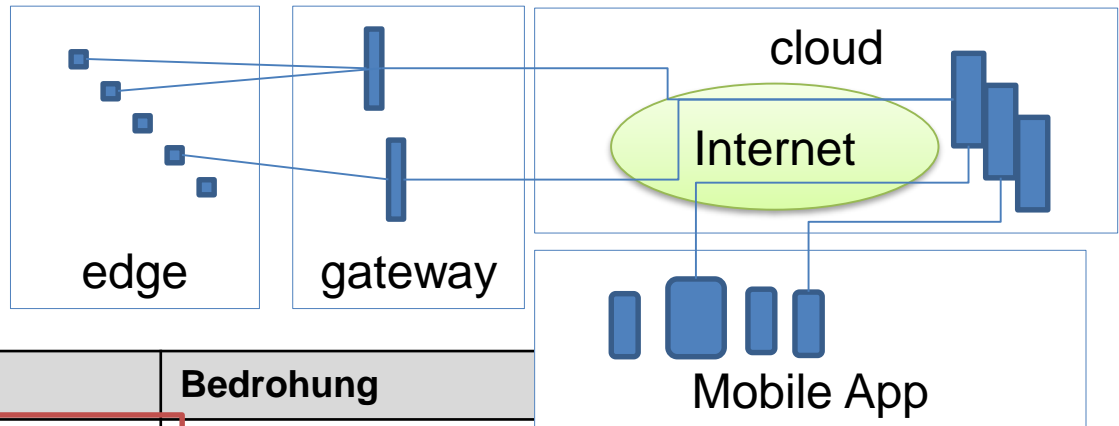 cloud
Internet
edge
gateway
Bedrohung
Mobile App